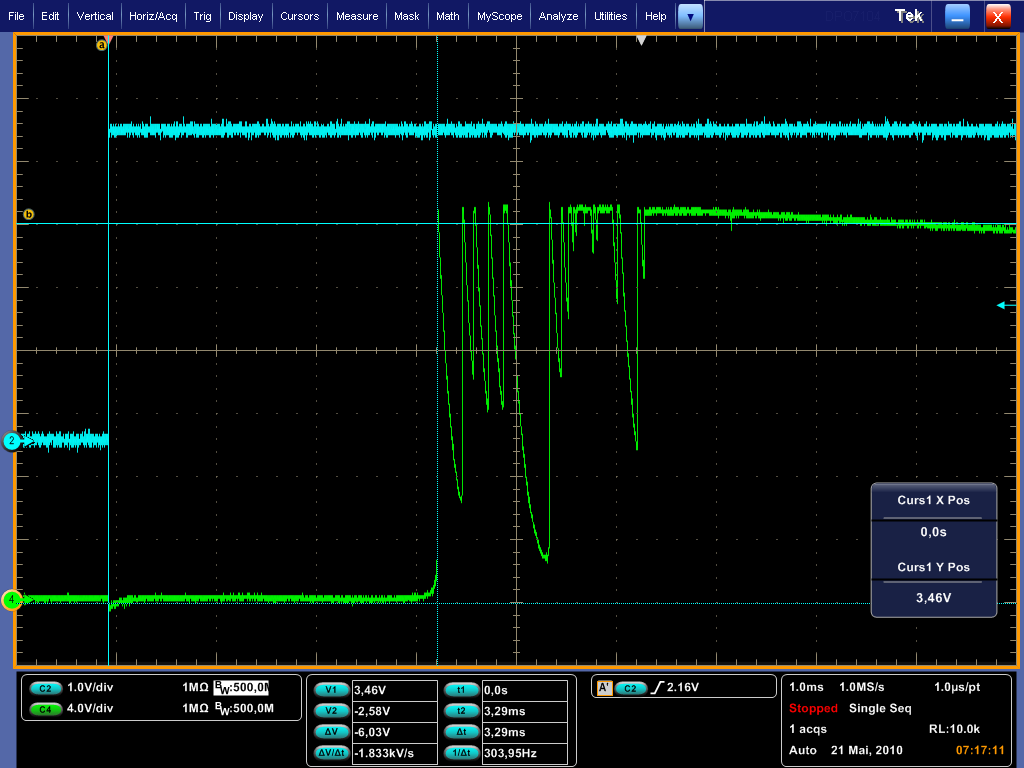 File Edit Vertical Horiz/Acq Trig Display Cursors Measure Mask Math MyScope Analyze Utilities Help Tek X
a
b
2
4
Curs1 X Pos
0,0s
Curs1 Y Pos
3,46V
C2 1.0V/div 1MΩ BW:500,0M
C4 4.0V/div 1MΩ BW:500,0M
V1 3,46V t1 0,0s
V2 -2,58V t2 3,29ms
ΔV -6,03V Δt 3,29ms
ΔV/Δt -1.833kV/s 1/Δt 303,95Hz
A' C2 2.16V
1.0ms 1.0MS/s 1.0µs/pt
Stopped Single Seq
1 acqs RL:10.0k
Auto 21 Mai, 2010 07:17:11